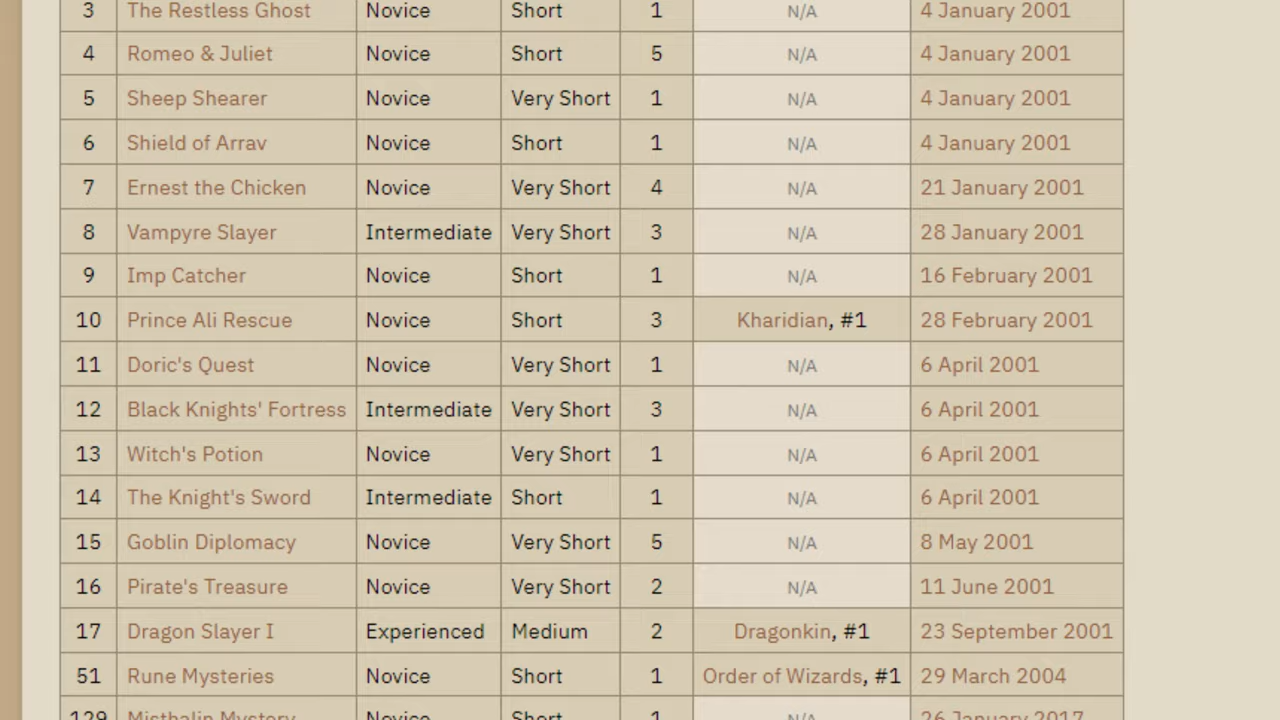 3 The Restless Ghost Novice Short 1 N/A 4 January 2001
4 Romeo & Juliet Novice Short 5 N/A 4 January 2001
5 Sheep Shearer Novice Very Short 1 N/A 4 January 2001
6 Shield of Arrav Novice Short 1 N/A 4 January 2001
7 Ernest the Chicken Novice Very Short 4 N/A 21 January 2001
8 Vampyre Slayer Intermediate Very Short 3 N/A 28 January 2001
9 Imp Catcher Novice Short 1 N/A 16 February 2001
10 Prince Ali Rescue Novice Short 3 Kharidian, #1 28 February 2001
11 Doric's Quest Novice Very Short 1 N/A 6 April 2001
12 Black Knights' Fortress Intermediate Very Short 3 N/A 6 April 2001
13 Witch's Potion Novice Very Short 1 N/A 6 April 2001
14 The Knight's Sword Intermediate Short 1 N/A 6 April 2001
15 Goblin Diplomacy Novice Very Short 5 N/A 8 May 2001
16 Pirate's Treasure Novice Very Short 2 N/A 11 June 2001
17 Dragon Slayer I Experienced Medium 2 Dragonkin, #1 23 September 2001
51 Rune Mysteries Novice Short 1 Order of Wizards, #1 29 March 2004
129 Misthalin Mystery Novice Short 1 N/A 26 January 2017